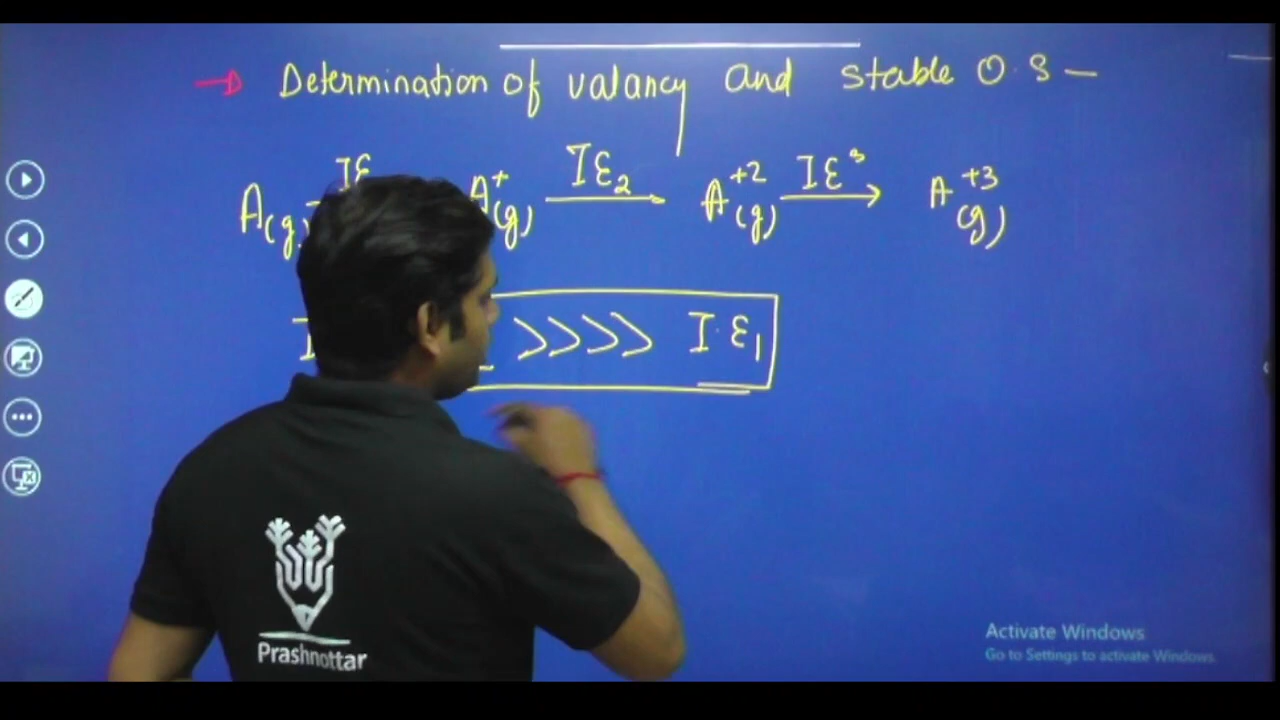 → Determination of valancy and stable O.S —
A(g) IE A+(g) IE2 → A+2(g) IE3 → A+3(g)
I >>>> I.E1
Prashnottar
Activate Windows
Go to Settings to activate Windows.